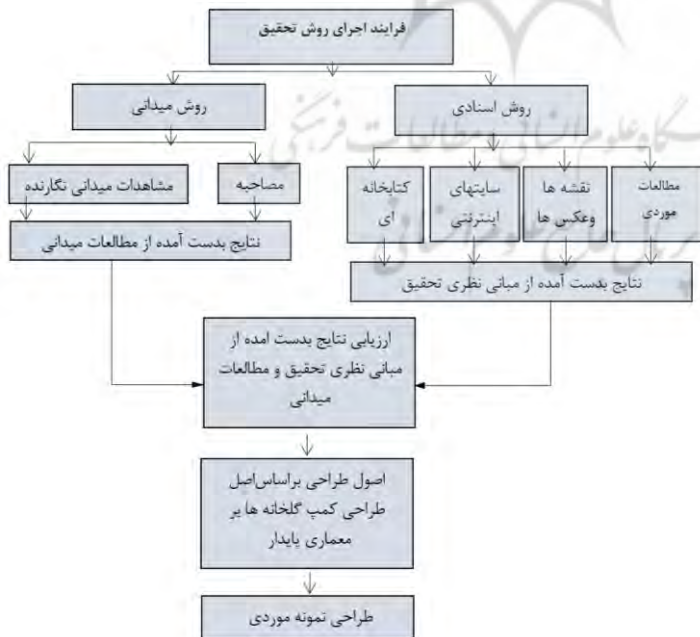 فرایند اجرای روش تحقیق
روش اسنادی
روش میدانی
مطالعات
موردی
نقشه ها
وعکس ها
سایتهای
اینترنتی
کتابخانه
ای
مصاحبه
مشاهدات میدانی نگارنده
نتایج بدست آمده از مبانی نظری تحقیق
نتایج بدست آمده از مطالعات میدانی
ارزیابی نتایج بدست امده از
مبانی نظری تحقیق و مطالعات
میدانی
اصول طراحی براساس‌اصل
طراحی کمپ گلخانه ها بر
معماری پایدار
طراحی نمونه موردی